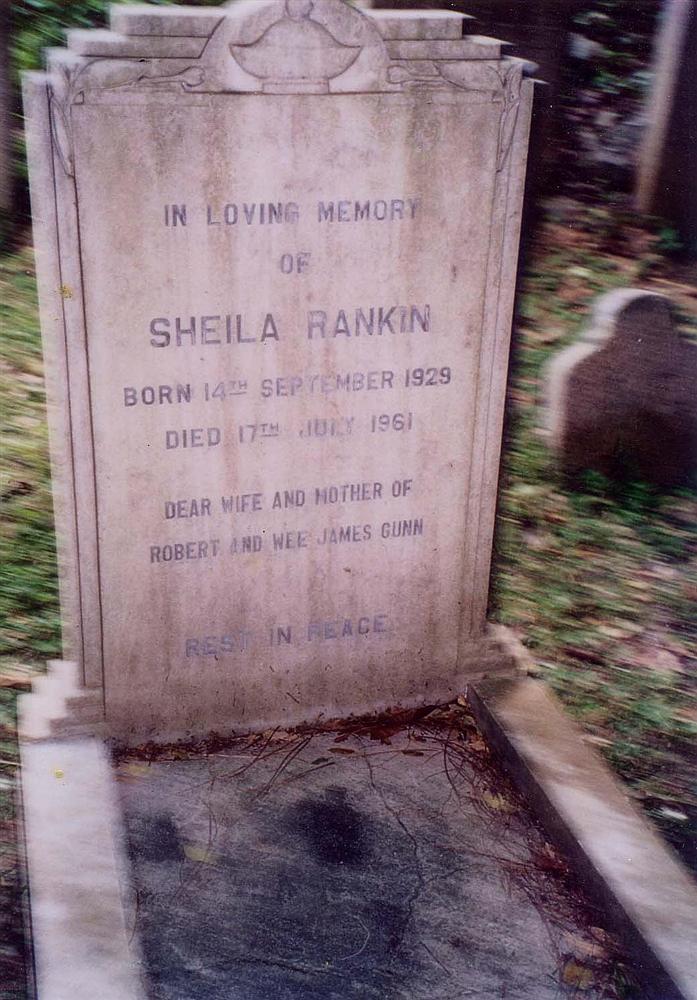 IN LOVING MEMORY
OF
SHEILA RANKIN
BORN 14TH SEPTEMBER 1929
DIED 17TH JULY 1961
DEAR WIFE AND MOTHER OF
ROBERT AND WEE JAMES GUNN
REST IN PEACE